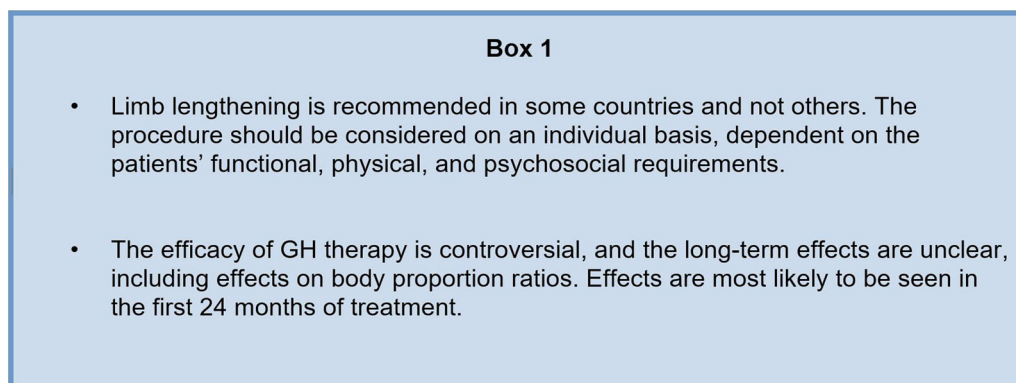 Box 1
• Limb lengthening is recommended in some countries and not others. The
procedure should be considered on an individual basis, dependent on the
patients’ functional, physical, and psychosocial requirements.
• The efficacy of GH therapy is controversial, and the long-term effects are unclear,
including effects on body proportion ratios. Effects are most likely to be seen in
the first 24 months of treatment.